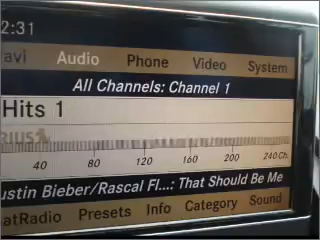 2:31
avi Audio Phone Video System
All Channels: Channel 1
Hits 1
RIUS
40 80 120 160 200 240 Ch.
ustin Bieber/Rascal Fl...: That Should Be Me
atRadio Presets Info Category Sound